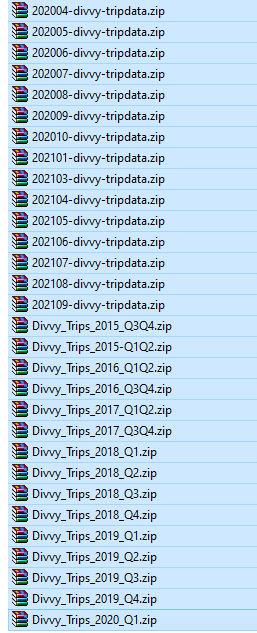 202004-divvy-tripdata.zip
202005-divvy-tripdata.zip
202006-divvy-tripdata.zip
202007-divvy-tripdata.zip
202008-divvy-tripdata.zip
202009-divvy-tripdata.zip
202010-divvy-tripdata.zip
202101-divvy-tripdata.zip
202103-divvy-tripdata.zip
202104-divvy-tripdata.zip
202105-divvy-tripdata.zip
202106-divvy-tripdata.zip
202107-divvy-tripdata.zip
202108-divvy-tripdata.zip
202109-divvy-tripdata.zip
Divvy_Trips_2015_Q3Q4.zip
Divvy_Trips_2015-Q1Q2.zip
Divvy_Trips_2016_Q1Q2.zip
Divvy_Trips_2016_Q3Q4.zip
Divvy_Trips_2017_Q1Q2.zip
Divvy_Trips_2017_Q3Q4.zip
Divvy_Trips_2018_Q1.zip
Divvy_Trips_2018_Q2.zip
Divvy_Trips_2018_Q3.zip
Divvy_Trips_2018_Q4.zip
Divvy_Trips_2019_Q1.zip
Divvy_Trips_2019_Q2.zip
Divvy_Trips_2019_Q3.zip
Divvy_Trips_2019_Q4.zip
Divvy_Trips_2020_Q1.zip